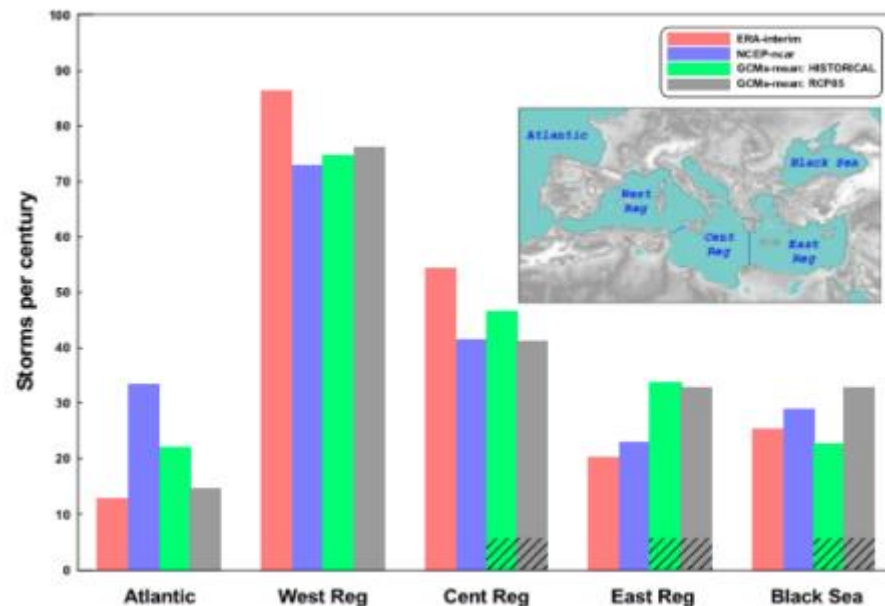 100
90
80
70
60
50
40
30
20
10
0
Storms per century
ERA-interim
NCEP-ncar
GCMs-mean: HISTORICAL
GCMs-mean: RCP85
Atlantic
Black Sea
West
Reg
Cent
Reg
East
Reg
Atlantic West Reg Cent Reg East Reg Black Sea